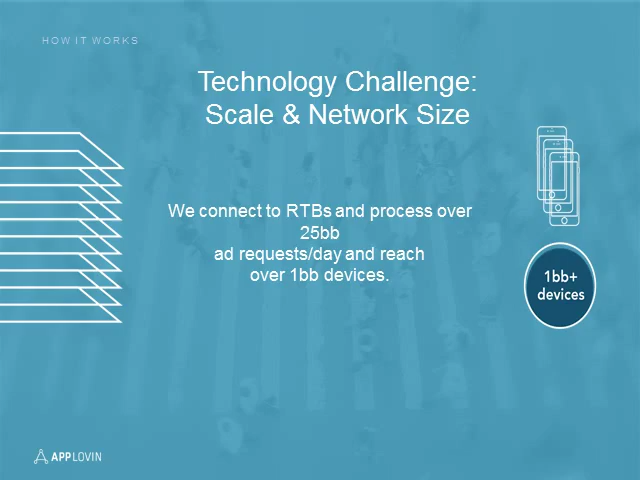 HOW IT WORKS
Technology Challenge:
Scale & Network Size
We connect to RTBs and process over
25bb
ad requests/day and reach
over 1bb devices.
1bb+
devices
APPLOVIN